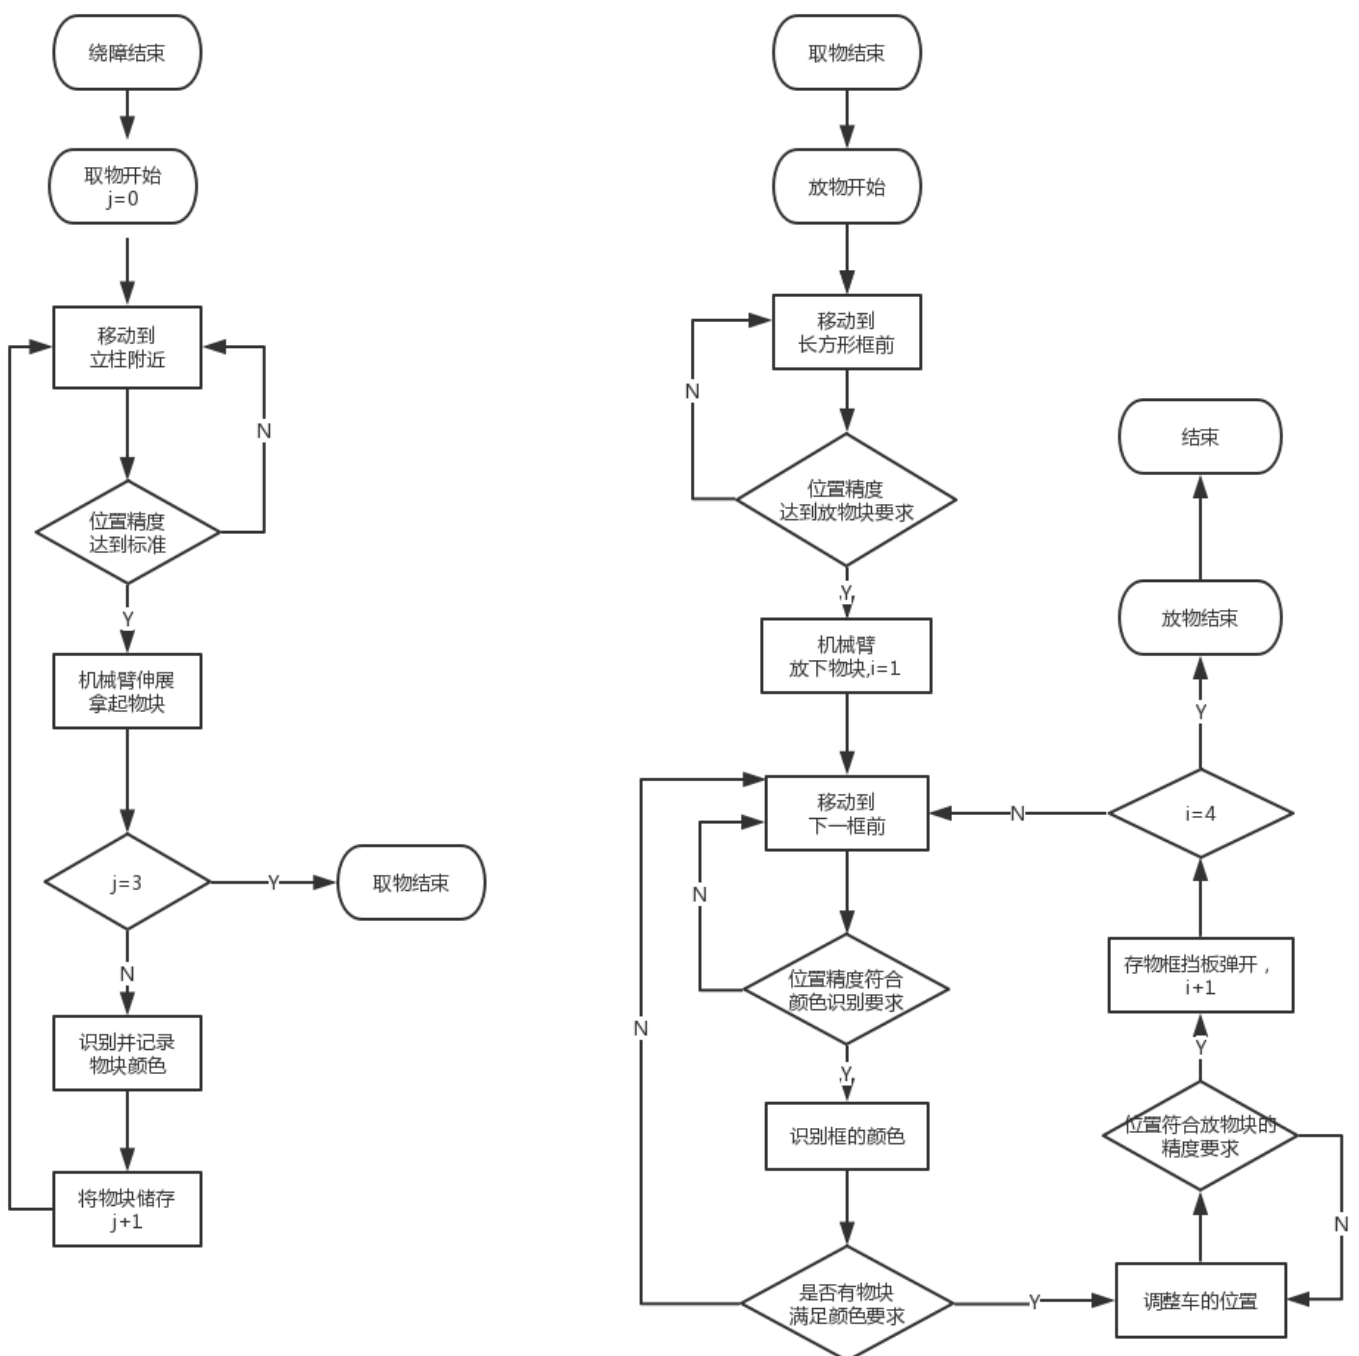 绕障结束
取物开始
j=0
移动到
立柱附近
N
位置精度
达到标准
Y
机械臂伸展
拿起物块
j=3
Y
取物结束
N
识别并记录
物块颜色
将物块储存
j+1
取物结束
放物开始
移动到
长方形框前
N
位置精度
达到放物块要求
Y
机械臂
放下物块,i=1
移动到
下一框前
N
位置精度符合
颜色识别要求
N
Y
识别框的颜色
是否有物块
满足颜色要求
Y
调整车的位置
N
位置符合放物块的
精度要求
Y
存物框挡板弹开，
i+1
i=4
N
Y
放物结束
结束